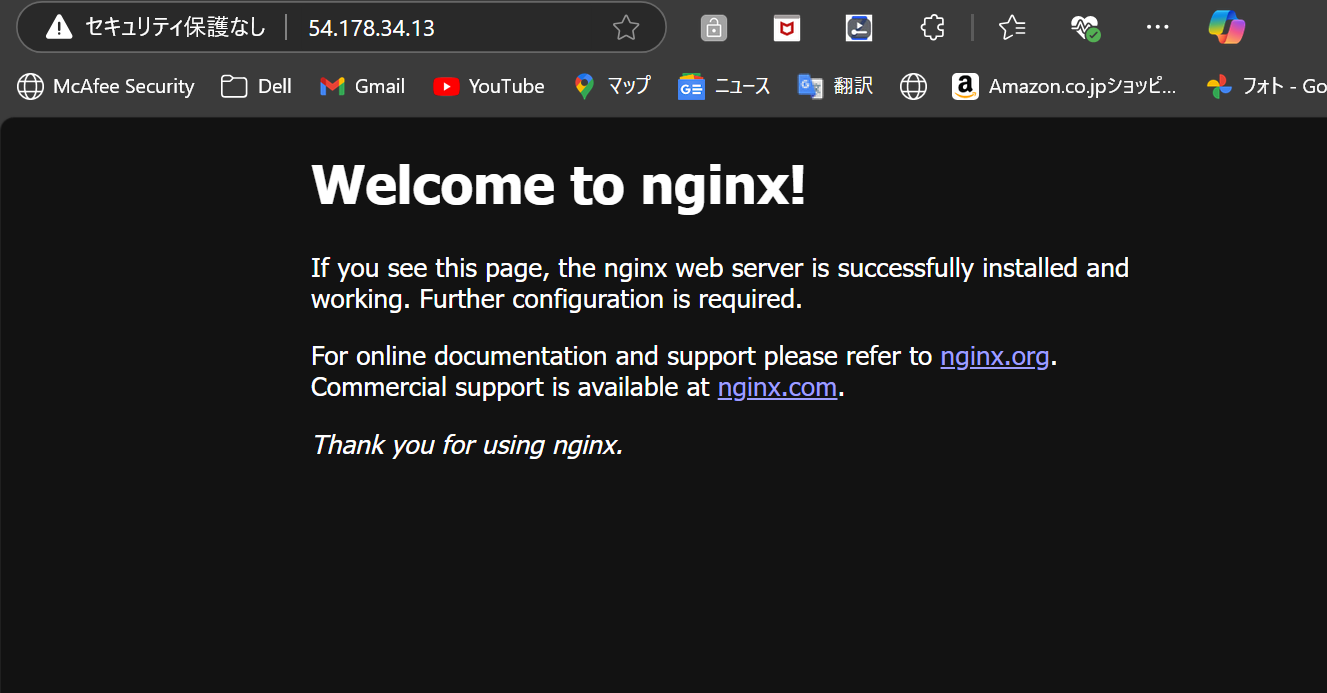 セキュリティ保護なし 54.178.34.13
McAfee Security Dell Gmail YouTube マップ ニュース 翻訳 Amazon.co.jpショッピ... フォト - Go
Welcome to nginx!
If you see this page, the nginx web server is successfully installed and
working. Further configuration is required.
For online documentation and support please refer to nginx.org.
Commercial support is available at nginx.com.
Thank you for using nginx.